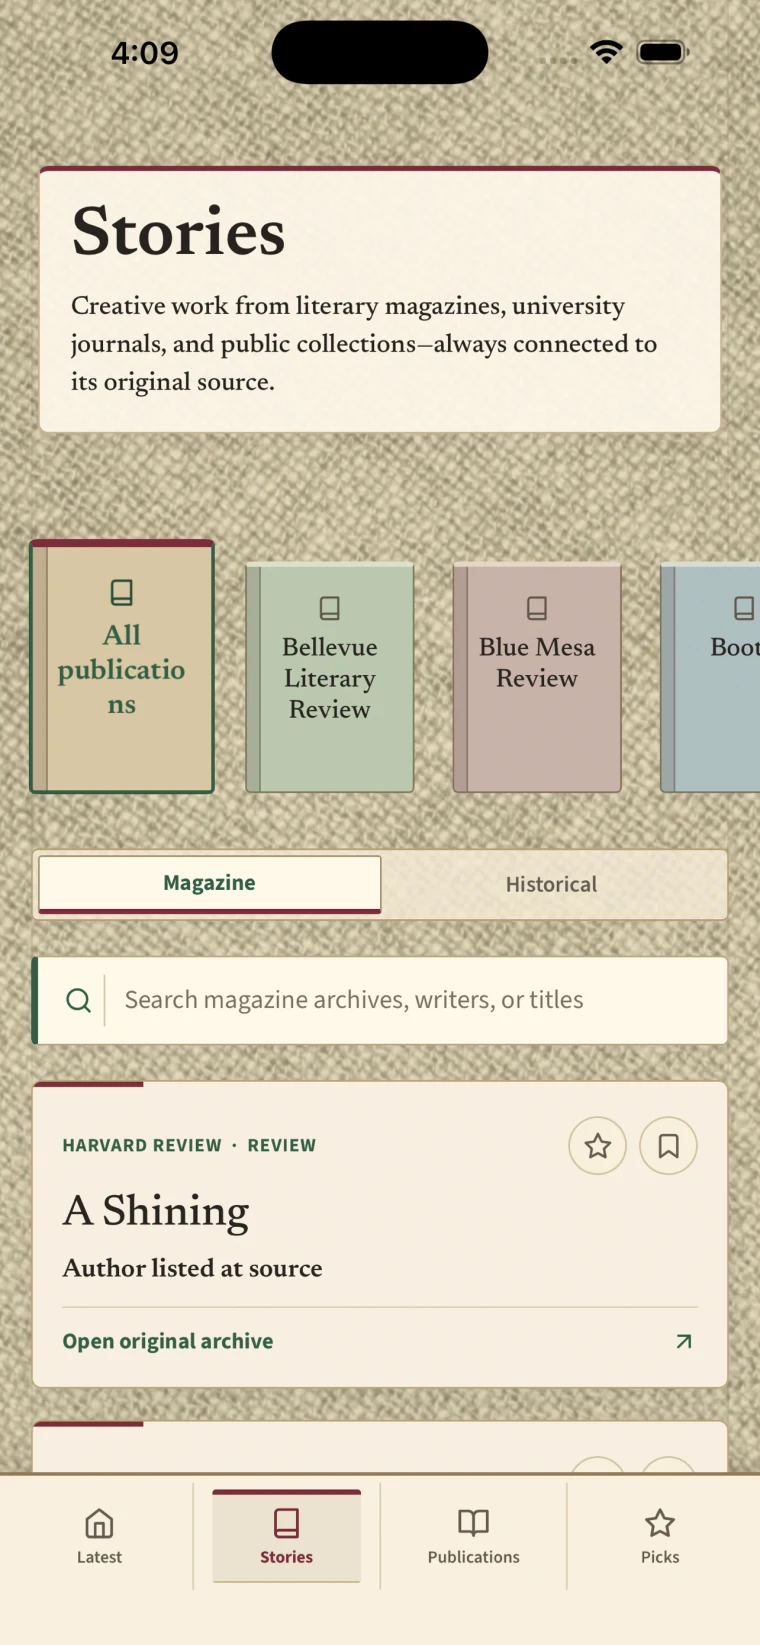 4:09
Stories
Creative work from literary magazines, university
journals, and public collections—always connected to
its original source.
All
publicatio
ns
Bellevue
Literary
Review
Blue Mesa
Review
Boot
Magazine
Historical
Search magazine archives, writers, or titles
HARVARD REVIEW · REVIEW
A Shining
Author listed at source
Open original archive
Latest
Stories
Publications
Picks